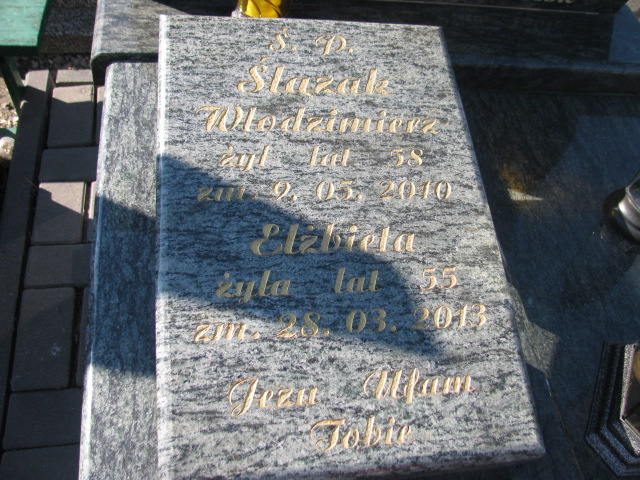 Ś. P.
Ślazak
Włodzimierz
żył lat 58
zm. 9. 05. 2010
Elżbieta
żyła lat 55
zm. 28. 03. 2013
Jezu Ufam
Tobie